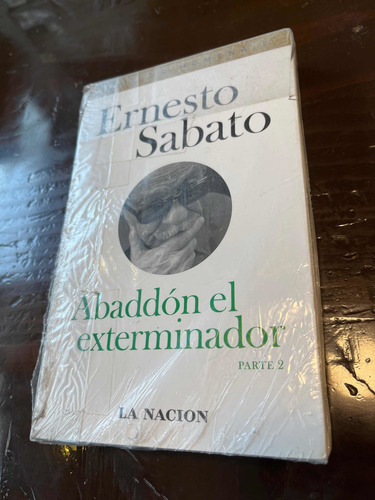 Ernesto
Sabato
Abaddón el
exterminador
PARTE 2
LA NACION